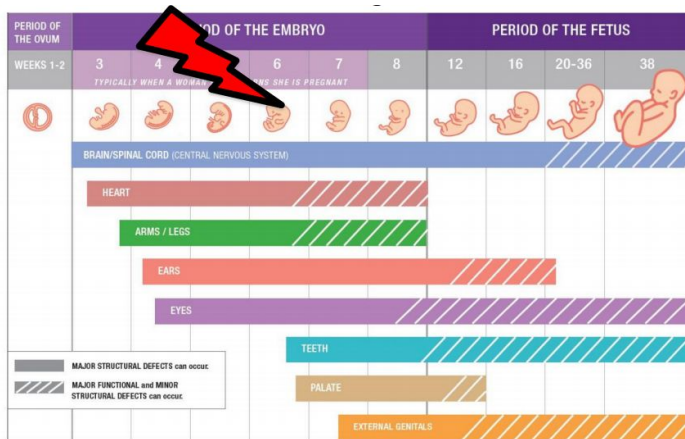 PERIOD OF THE OVUM
OD OF THE EMBRYO
PERIOD OF THE FETUS
WEEKS 1-2
3
4
6
7
8
12
16
20-36
38
TYPICALLY WHEN A WOMAN ONS SHE IS PREGNANT
BRAIN/SPINAL CORD (CENTRAL NERVOUS SYSTEM)
HEART
ARMS / LEGS
EARS
EYES
TEETH
PALATE
EXTERNAL GENITALS
MAJOR STRUCTURAL DEFECTS can occur.
MAJOR FUNCTIONAL and MINOR
STRUCTURAL DEFECTS can occur.